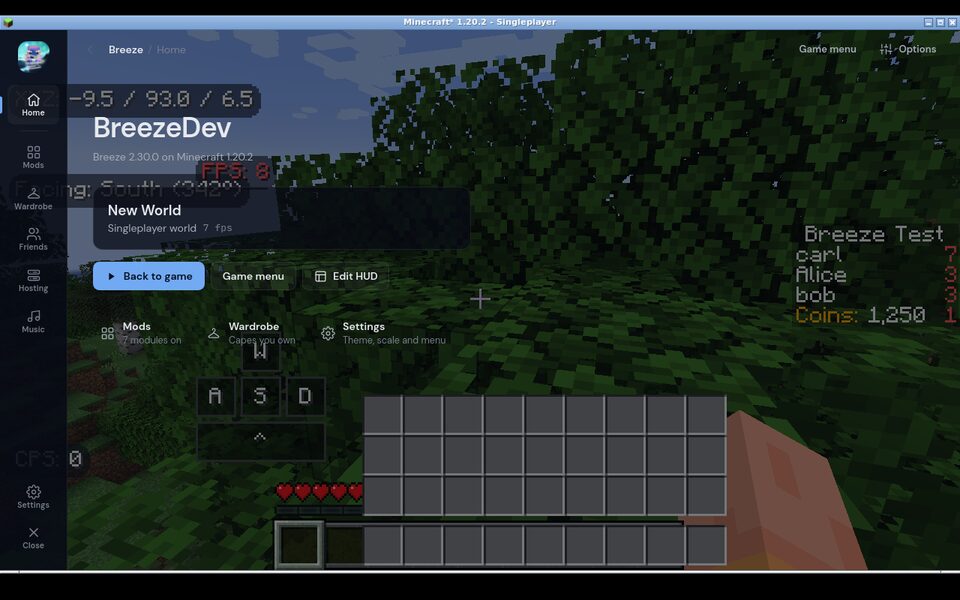 Minecraft* 1.20.2 - Singleplayer
Breeze / Home
Game menu
Options
-9.5 / 93.0 / 6.5
Home
BreezeDev
Breeze 2.30.0 on Minecraft 1.20.2
Mods
FPS: 8
Facing: South (342°)
Wardrobe
New World
Singleplayer world 7 fps
Friends
Breeze Test
carl 7
Alice 3
bob 3
Coins: 1,250 1
Back to game
Game menu
Edit HUD
Hosting
Music
Mods
7 modules on
Wardrobe
Capes you own
Settings
Theme, scale and menu
W
A
S
D
^
CPS: 0
Settings
Close